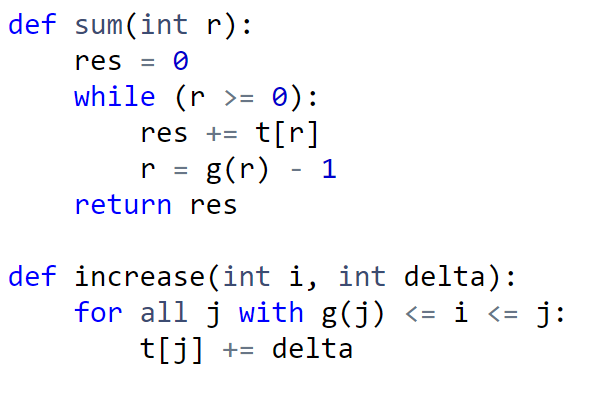 def sum(int r):
    res = 0
    while (r >= 0):
        res += t[r]
        r = g(r) - 1
    return res

def increase(int i, int delta):
    for all j with g(j) <= i <= j:
        t[j] += delta